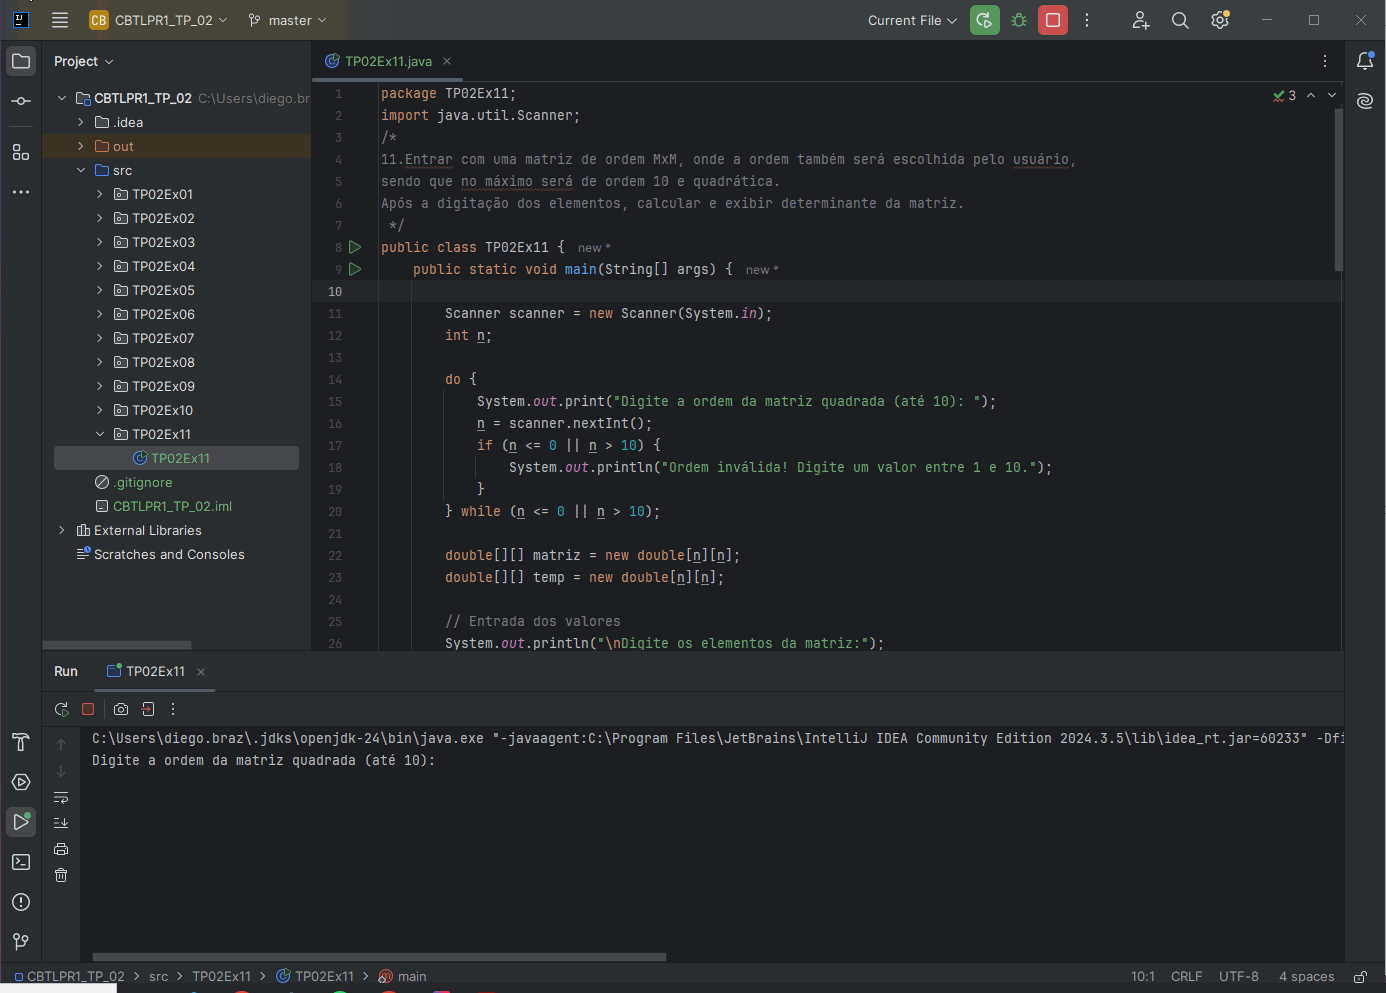 CB CBTLPR1_TP_02 master Current File
Project
TP02Ex11.java
CBTLPR1_TP_02 C:\Users\diego.br
.idea
out
src
TP02Ex01
TP02Ex02
TP02Ex03
TP02Ex04
TP02Ex05
TP02Ex06
TP02Ex07
TP02Ex08
TP02Ex09
TP02Ex10
TP02Ex11
TP02Ex11
.gitignore
CBTLPR1_TP_02.iml
External Libraries
Scratches and Consoles
3
1 package TP02Ex11;
2 import java.util.Scanner;
3 /*
4 11.Entrar com uma matriz de ordem MxM, onde a ordem também será escolhida pelo usuário,
5 sendo que no máximo será de ordem 10 e quadrática.
6 Após a digitação dos elementos, calcular e exibir determinante da matriz.
7 */
8 public class TP02Ex11 { new *
9 public static void main(String[] args) { new *
10
11 Scanner scanner = new Scanner(System.in);
12 int n;
13
14 do {
15 System.out.print("Digite a ordem da matriz quadrada (até 10): ");
16 n = scanner.nextInt();
17 if (n <= 0 || n > 10) {
18 System.out.println("Ordem inválida! Digite um valor entre 1 e 10.");
19 }
20 } while (n <= 0 || n > 10);
21
22 double[][] matriz = new double[n][n];
23 double[][] temp = new double[n][n];
24
25 // Entrada dos valores
26 System.out.println("\nDigite os elementos da matriz:");
Run TP02Ex11
C:\Users\diego.braz\.jdks\openjdk-24\bin\java.exe "-javaagent:C:\Program Files\JetBrains\IntelliJ IDEA Community Edition 2024.3.5\lib\idea_rt.jar=60233" -Dfi
Digite a ordem da matriz quadrada (até 10):
CBTLPR1_TP_02 > src > TP02Ex11 > TP02Ex11 > main 10:1 CRLF UTF-8 4 spaces